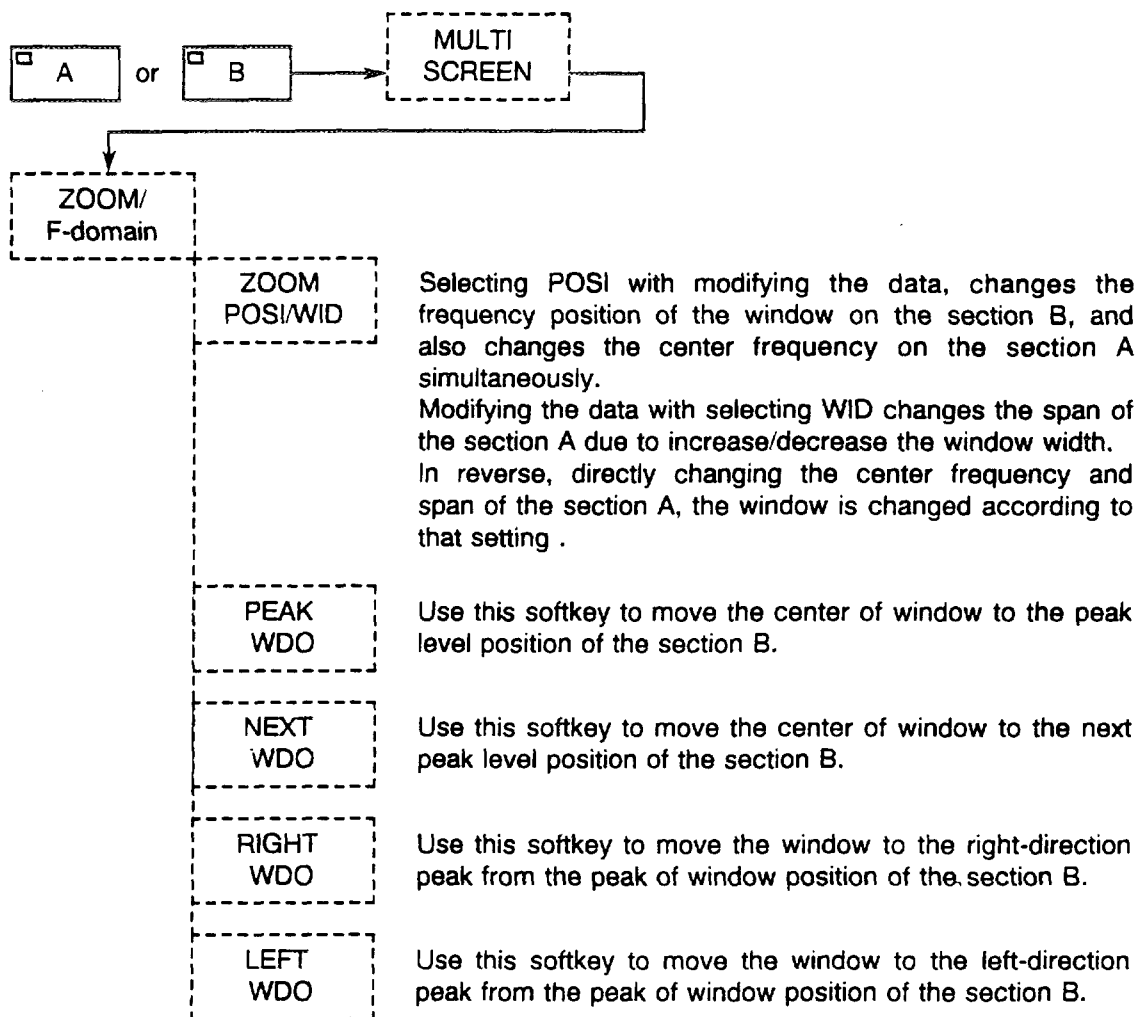 MULTI
A or B SCREEN
ZOOM/
F-domain
ZOOM
POSI/WID
Selecting POSI with modifying the data, changes the
frequency position of the window on the section B, and
also changes the center frequency on the section A
simultaneously.
Modifying the data with selecting WID changes the span of
the section A due to increase/decrease the window width.
In reverse, directly changing the center frequency and
span of the section A, the window is changed according to
that setting .
PEAK
WDO
Use this softkey to move the center of window to the peak
level position of the section B.
NEXT
WDO
Use this softkey to move the center of window to the next
peak level position of the section B.
RIGHT
WDO
Use this softkey to move the window to the right-direction
peak from the peak of window position of the section B.
LEFT
WDO
Use this softkey to move the window to the left-direction
peak from the peak of window position of the section B.